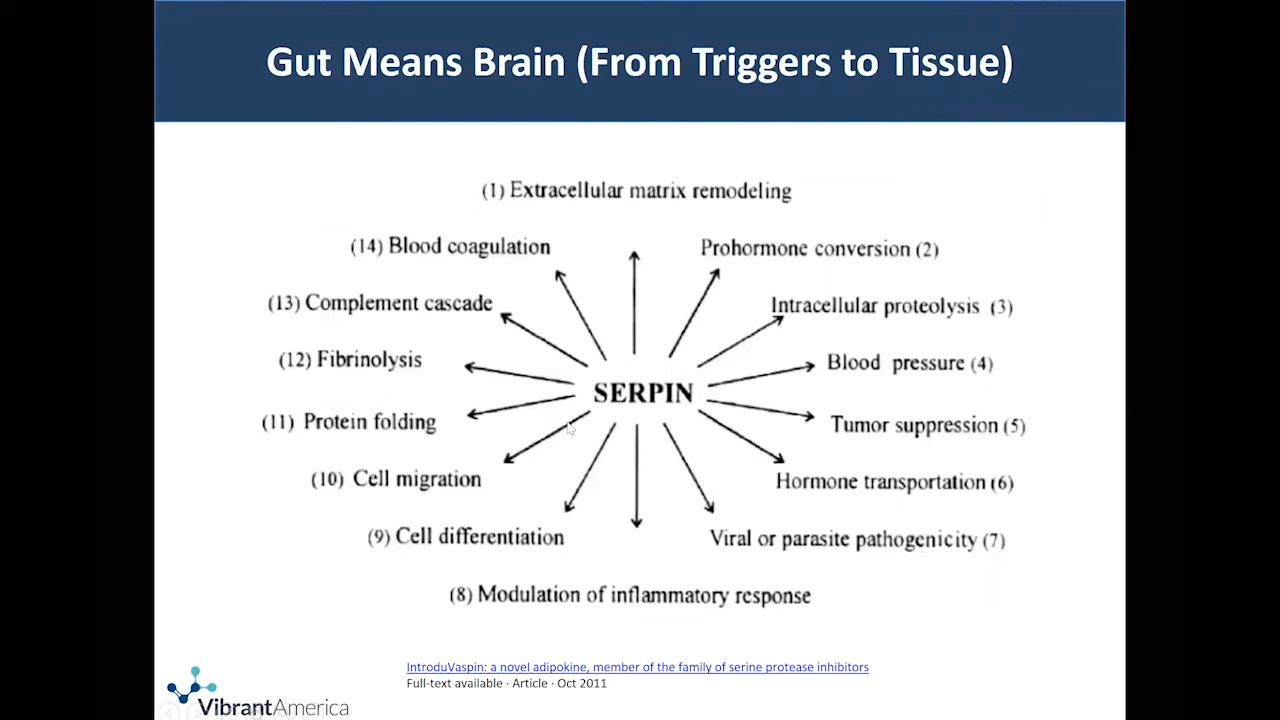 Gut Means Brain (From Triggers to Tissue)
(1) Extracellular matrix remodeling
(14) Blood coagulation
Prohormone conversion (2)
(13) Complement cascade
Intracellular proteolysis (3)
(12) Fibrinolysis
Blood pressure (4)
SERPIN
(11) Protein folding
Tumor suppression (5)
(10) Cell migration
Hormone transportation (6)
(9) Cell differentiation
Viral or parasite pathogenicity (7)
(8) Modulation of inflammatory response
IntroduVaspin: a novel adipokine, member of the family of serine protease inhibitors
Full-text available · Article · Oct 2011
VibrantAmerica